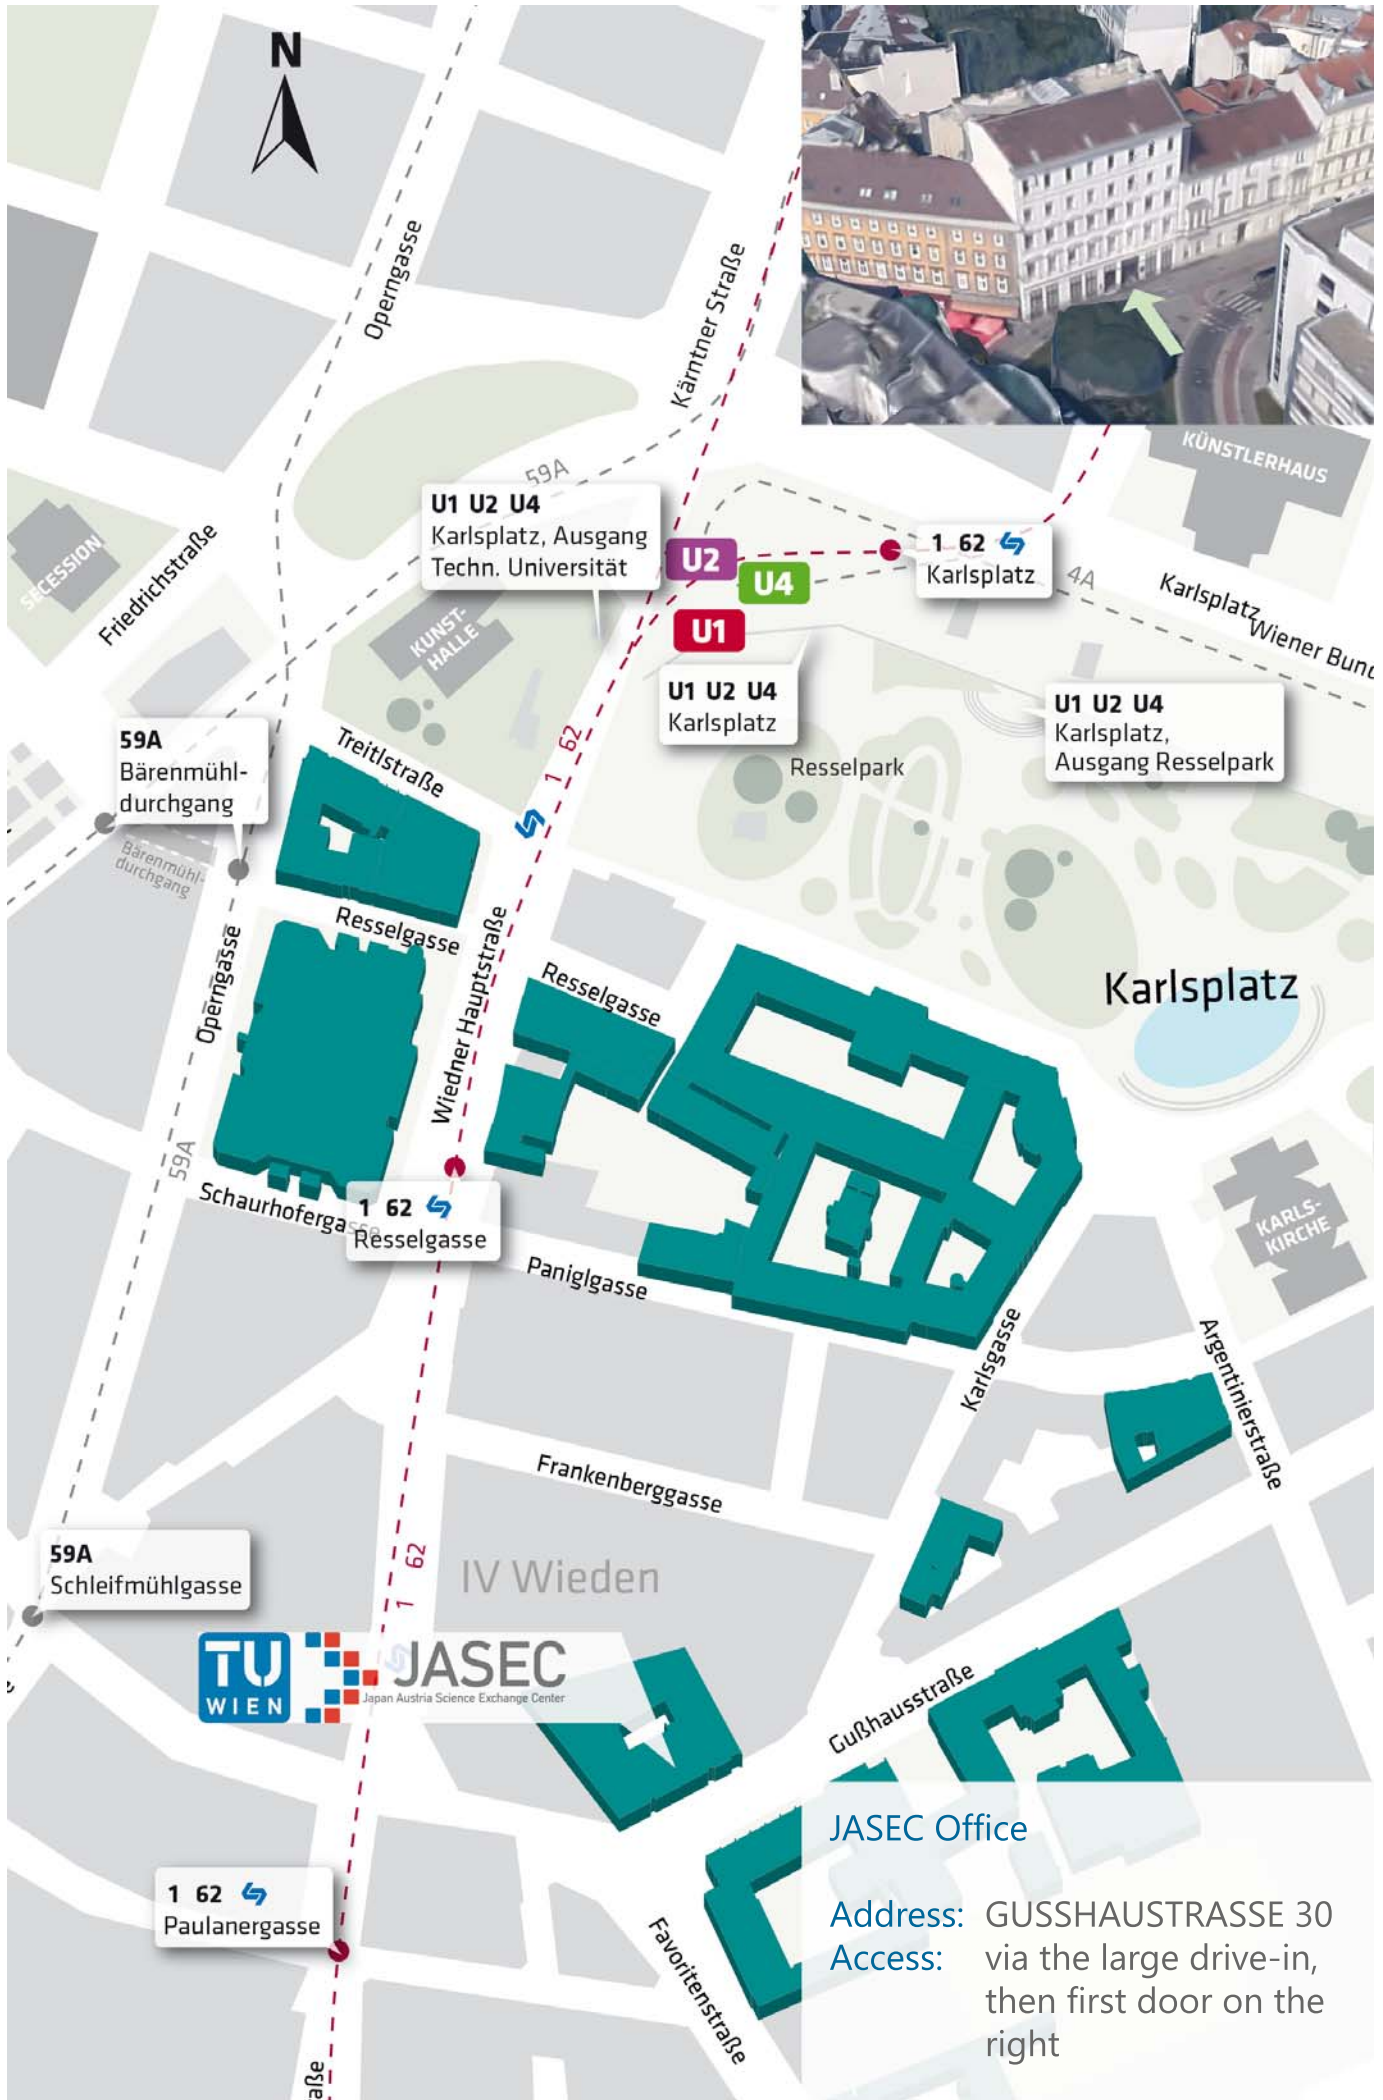 N
Operngasse
Kärntner Straße
KÜNSTLERHAUS
59A
U1 U2 U4
Karlsplatz, Ausgang
Techn. Universität
U2
U4
U1
1 62
Karlsplatz
4A
Karlsplatz
Wiener Bunc
SECESSION
Friedrichstraße
KUNST-
HALLE
U1 U2 U4
Karlsplatz
U1 U2 U4
Karlsplatz,
Ausgang Resselpark
59A
Bärenmühl-
durchgang
Treitlstraße
1 62
Resselpark
Bärenmühl-
durchgang
Resselgasse
Operngasse
Wiedner Hauptstraße
Resselgasse
Karlsplatz
59A
Schaurhofergasse
1 62
Resselgasse
Paniglgasse
KARLS-
KIRCHE
Karlsgasse
Argentinierstraße
Frankenberggasse
59A
Schleifmühlgasse
1 62
IV Wieden
TU
WIEN
JASEC
Japan Austria Science Exchange Center
Gußhausstraße
JASEC Office
1 62
Paulanergasse
Favoritenstraße
Address: GUSSHAUSTRASSE 30
Access: via the large drive-in,
then first door on the
right
aße